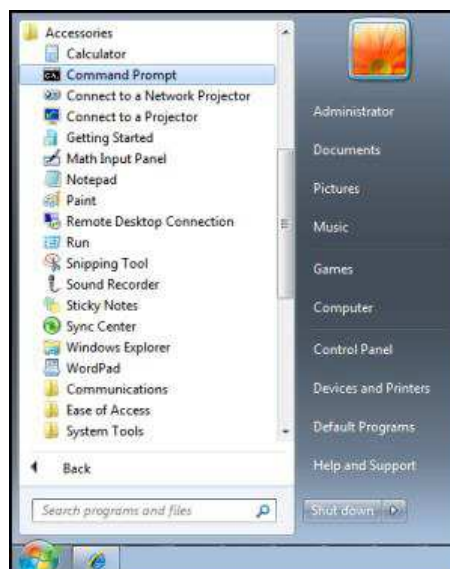 Accessories
Calculator
Command Prompt
Connect to a Network Projector
Connect to a Projector
Getting Started
Math Input Panel
Notepad
Paint
Remote Desktop Connection
Run
Snipping Tool
Sound Recorder
Sticky Notes
Sync Center
Windows Explorer
WordPad
Communications
Ease of Access
System Tools
Back
Search programs and files
Administrator
Documents
Pictures
Music
Games
Computer
Control Panel
Devices and Printers
Default Programs
Help and Support
Shut down